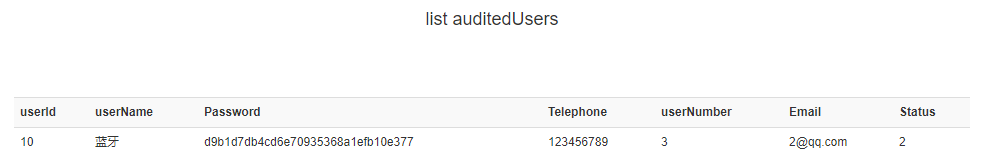 list auditedUsers
userId userName Password Telephone userNumber Email Status
10 蓝牙 d9b1d7db4cd6e70935368a1efb10e377 123456789 3 2@qq.com 2